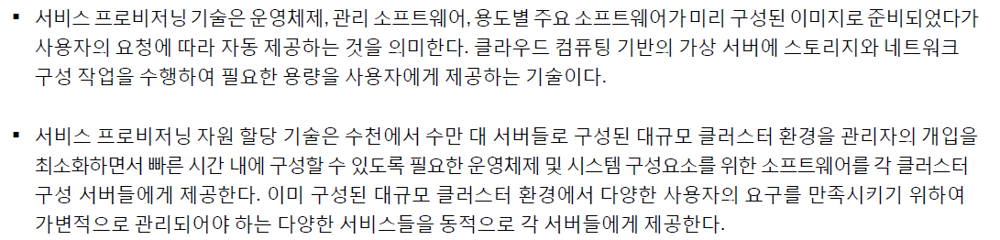 ▪ 서비스 프로비저닝 기술은 운영체제, 관리 소프트웨어, 용도별 주요 소프트웨어가 미리 구성된 이미지로 준비되었다가
사용자의 요청에 따라 자동 제공하는 것을 의미한다. 클라우드 컴퓨팅 기반의 가상 서버에 스토리지와 네트워크
구성 작업을 수행하여 필요한 용량을 사용자에게 제공하는 기술이다.
▪ 서비스 프로비저닝 자원 할당 기술은 수천에서 수만 대 서버들로 구성된 대규모 클러스터 환경을 관리자의 개입을
최소화하면서 빠른 시간 내에 구성할 수 있도록 필요한 운영체제 및 시스템 구성요소를 위한 소프트웨어를 각 클러스터
구성 서버들에게 제공한다. 이미 구성된 대규모 클러스터 환경에서 다양한 사용자의 요구를 만족시키기 위하여
가변적으로 관리되어야 하는 다양한 서비스들을 동적으로 각 서버들에게 제공한다.